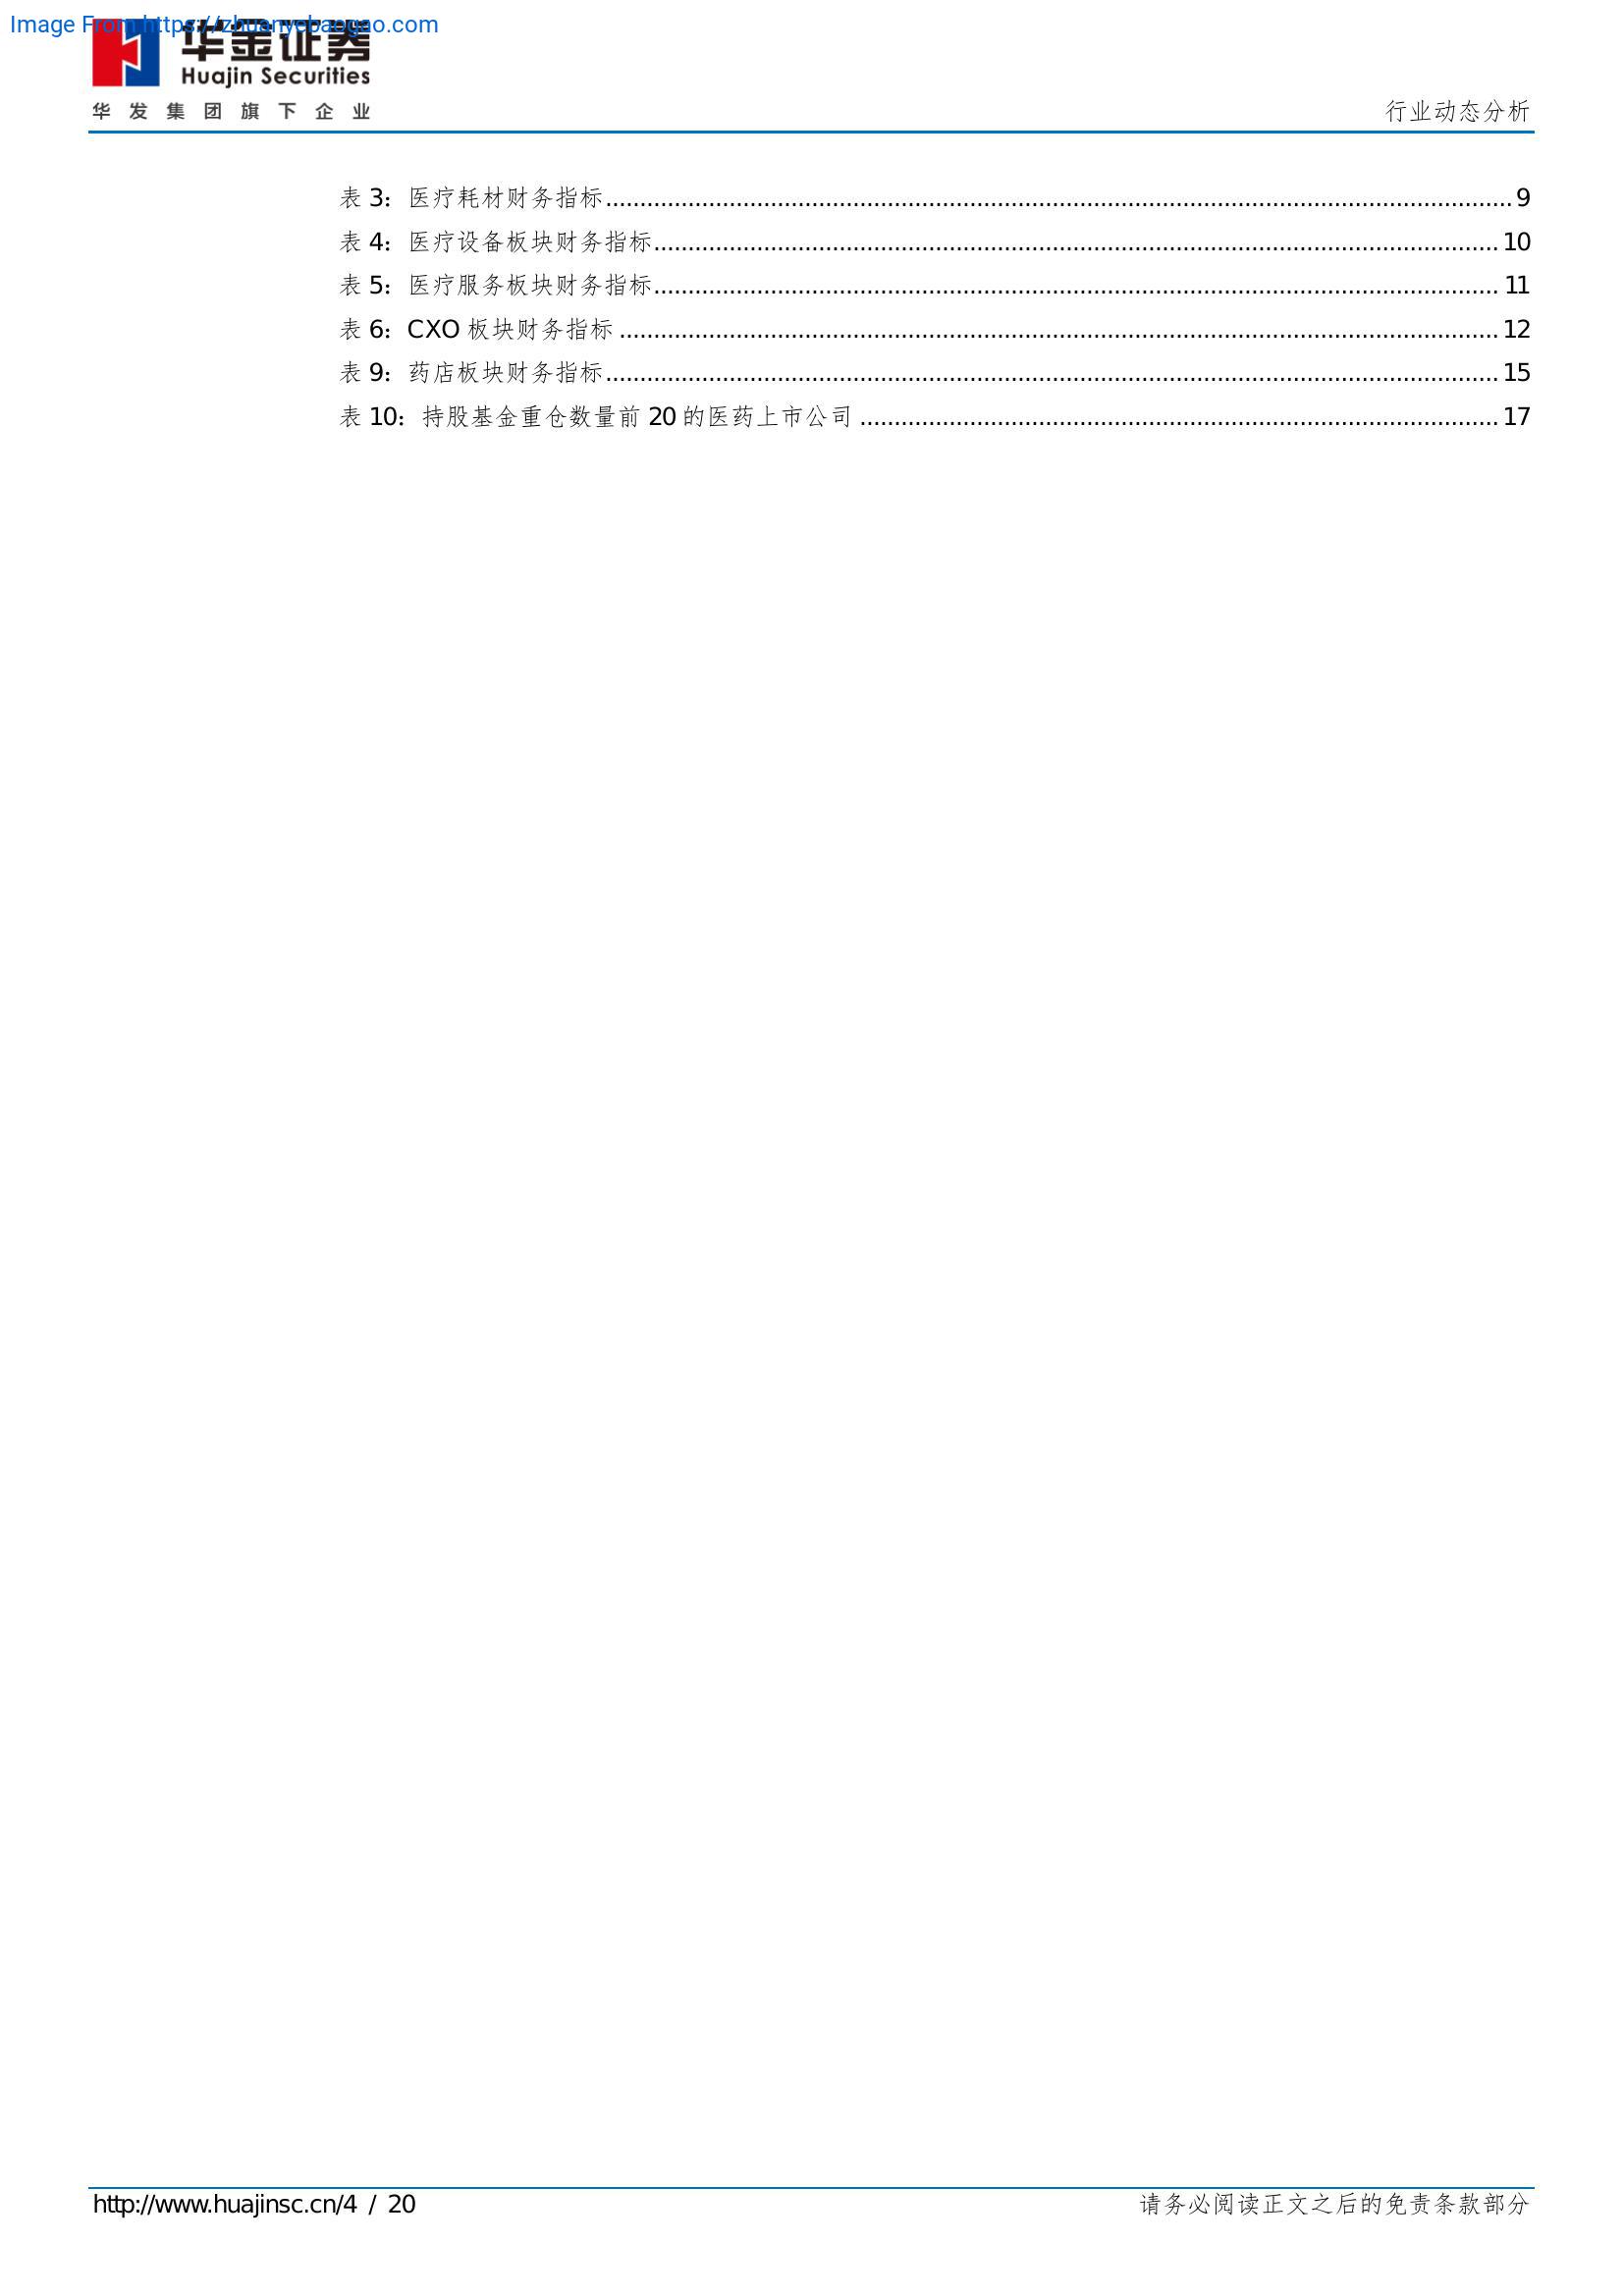 Image From https://zhuanyebaogao.com
华金证券
Huajin Securities
华发集团旗下企业
行业动态分析
表 3：医疗耗材财务指标..........................................................................................................................................9
表 4：医疗设备板块财务指标.................................................................................................................................10
表 5：医疗服务板块财务指标.................................................................................................................................11
表 6：CXO 板块财务指标 ......................................................................................................................................12
表 9：药店板块财务指标........................................................................................................................................15
表 10：持股基金重仓数量前 20 的医药上市公司 .................................................................................................17
http://www.huajinsc.cn/4 / 20
请务必阅读正文之后的免责条款部分